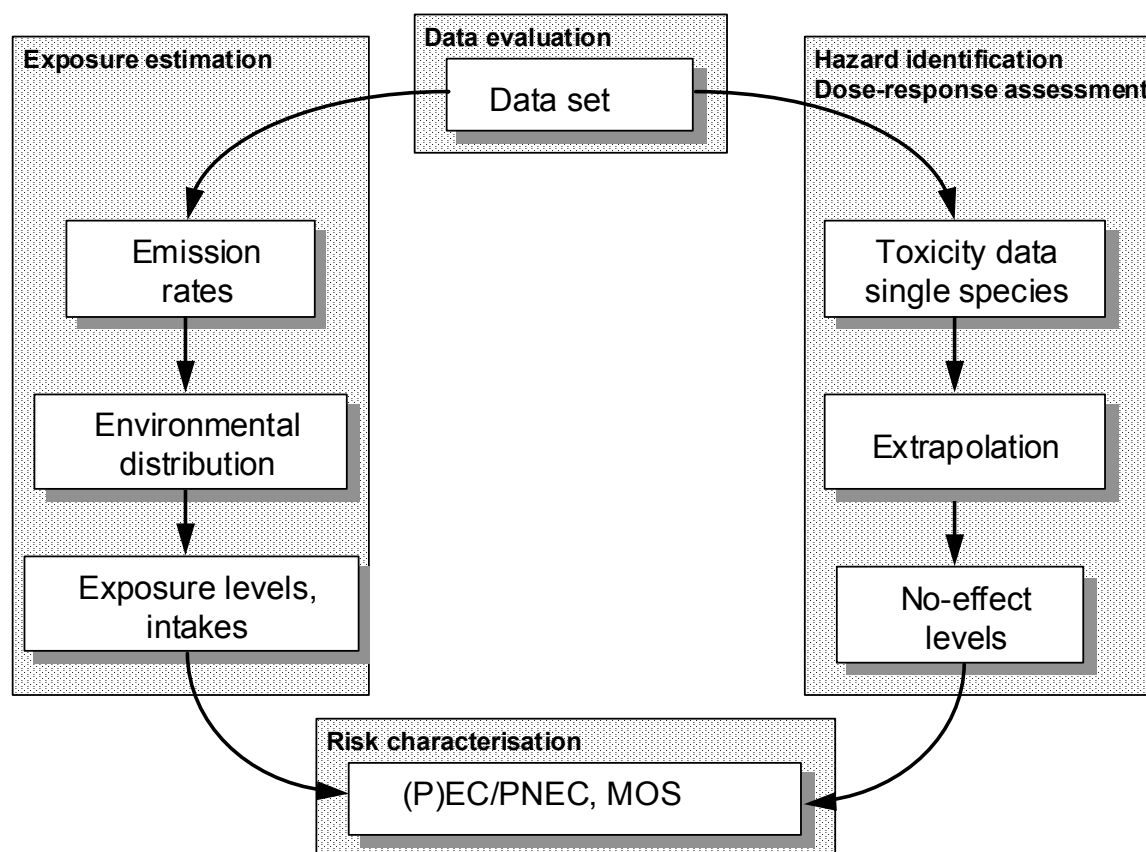 Data evaluation
Data set
Exposure estimation
Emission
rates
Environmental
distribution
Exposure levels,
intakes
Hazard identification
Dose-response assessment
Toxicity data
single species
Extrapolation
No-effect
levels
Risk characterisation
(P)EC/PNEC, MOS